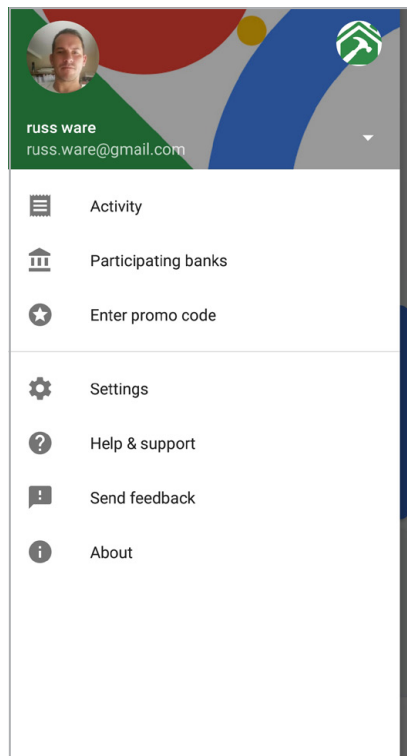 russ ware
russ.ware@gmail.com
Activity
Participating banks
Enter promo code
Settings
Help & support
Send feedback
About